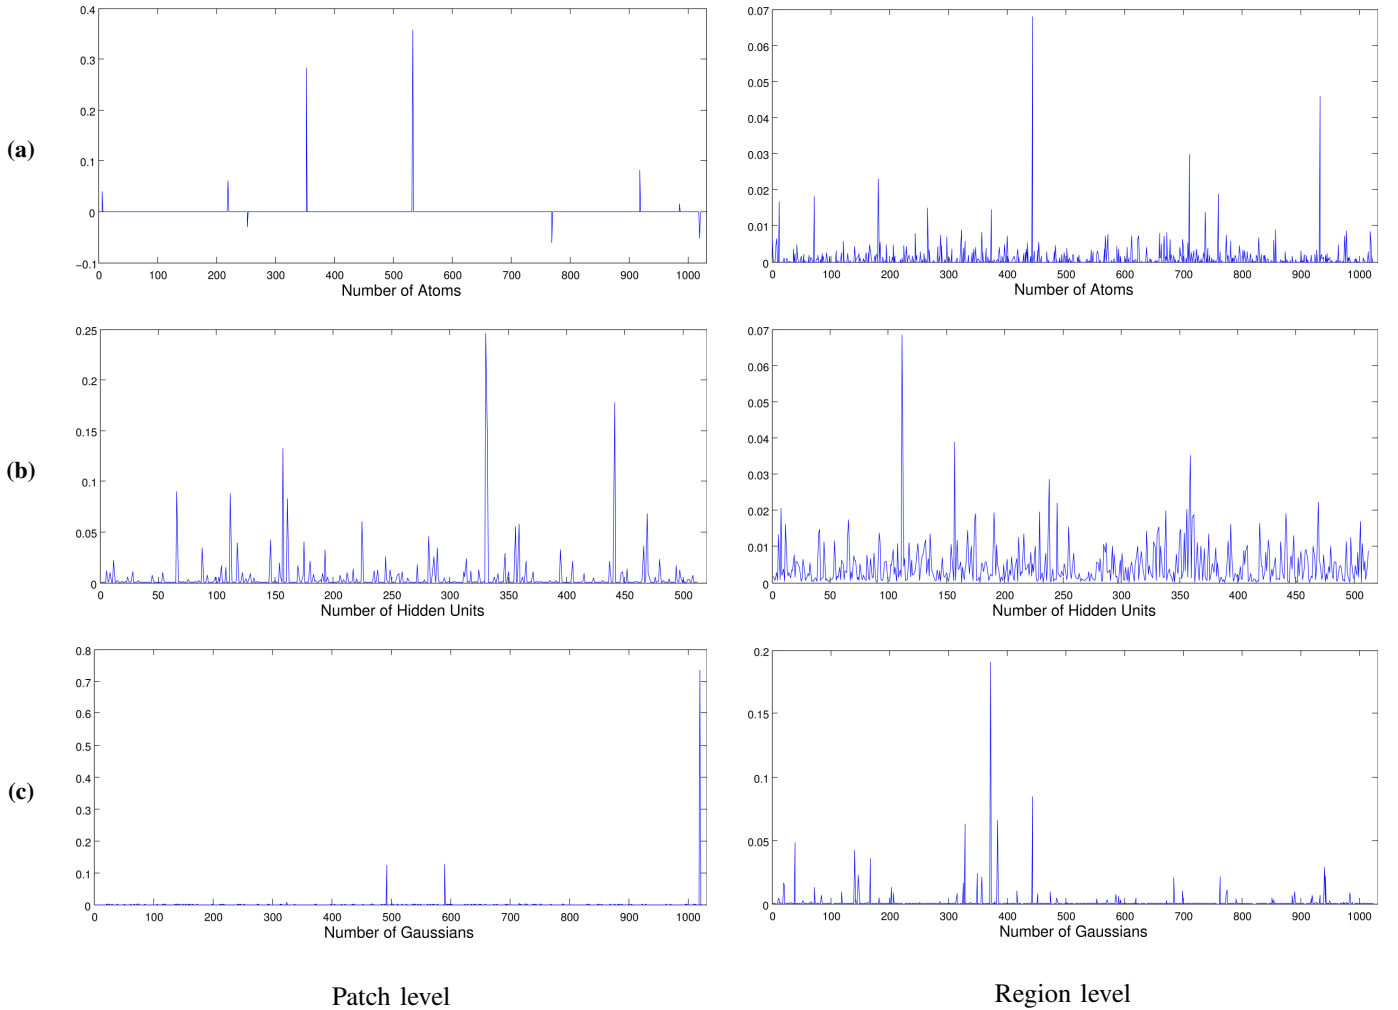 (a)
0.4
0.3
0.2
0.1
0
−0.1
0 100 200 300 400 500 600 700 800 900 1000
Number of Atoms
0.07
0.06
0.05
0.04
0.03
0.02
0.01
0
0 100 200 300 400 500 600 700 800 900 1000
Number of Atoms
(b)
0.25
0.2
0.15
0.1
0.05
0
0 50 100 150 200 250 300 350 400 450 500
Number of Hidden Units
0.07
0.06
0.05
0.04
0.03
0.02
0.01
0
0 50 100 150 200 250 300 350 400 450 500
Number of Hidden Units
(c)
0.8
0.7
0.6
0.5
0.4
0.3
0.2
0.1
0
0 100 200 300 400 500 600 700 800 900 1000
Number of Gaussians
0.2
0.15
0.1
0.05
0
0 100 200 300 400 500 600 700 800 900 1000
Number of Gaussians
Patch level
Region level